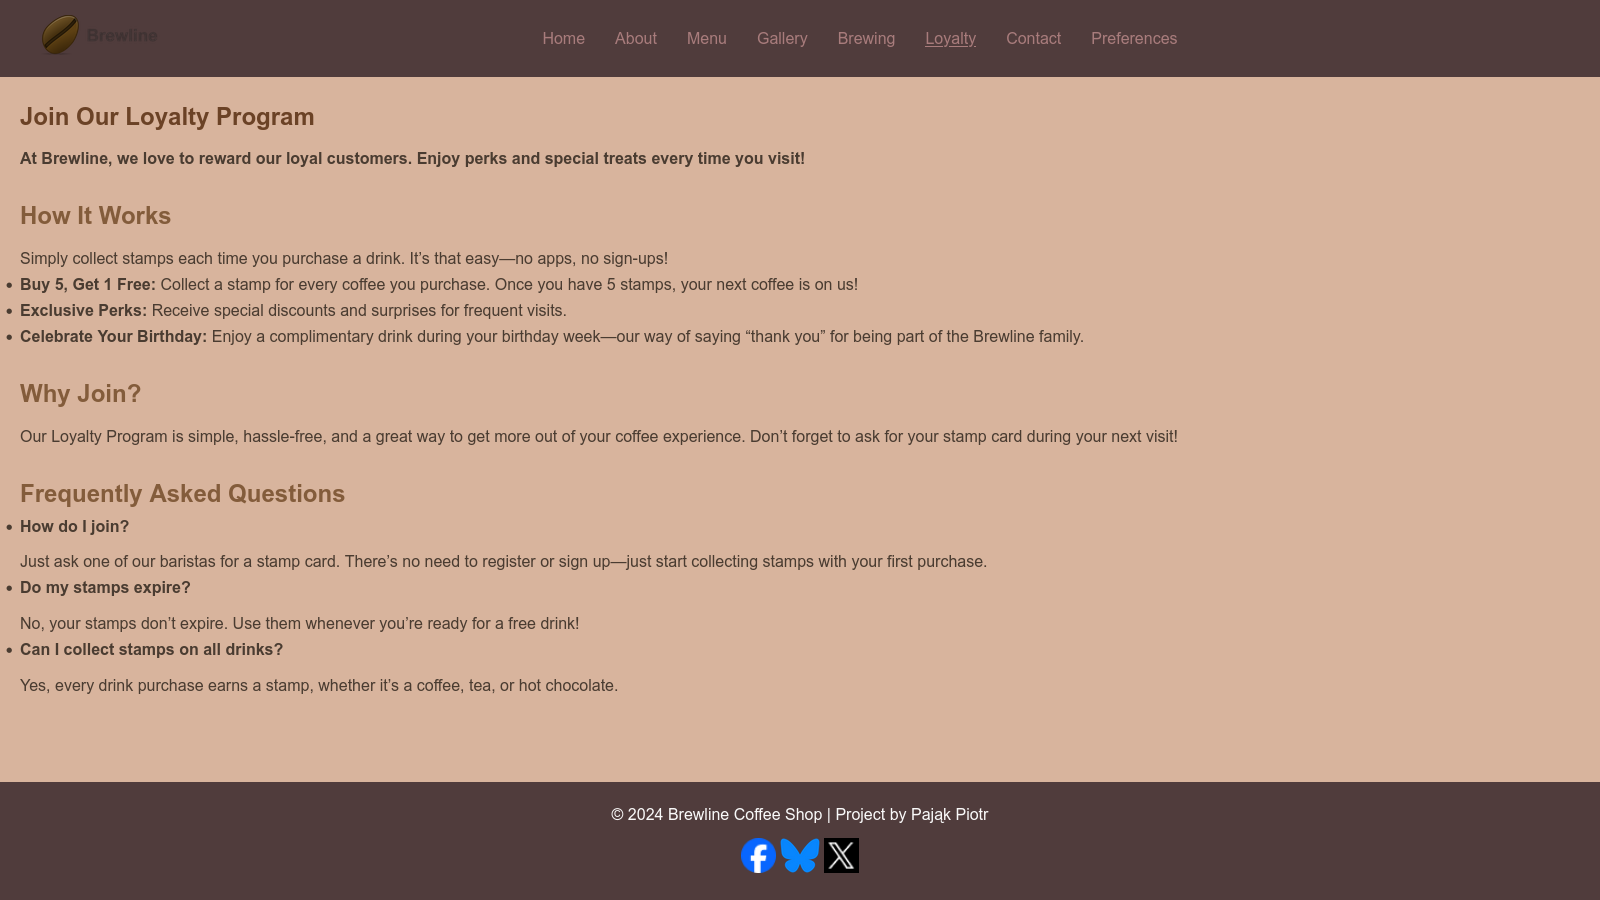 Brewline
Home About Menu Gallery Brewing Loyalty Contact Preferences
Join Our Loyalty Program
At Brewline, we love to reward our loyal customers. Enjoy perks and special treats every time you visit!
How It Works
Simply collect stamps each time you purchase a drink. It’s that easy—no apps, no sign-ups!
• Buy 5, Get 1 Free: Collect a stamp for every coffee you purchase. Once you have 5 stamps, your next coffee is on us!
• Exclusive Perks: Receive special discounts and surprises for frequent visits.
• Celebrate Your Birthday: Enjoy a complimentary drink during your birthday week—our way of saying “thank you” for being part of the Brewline family.
Why Join?
Our Loyalty Program is simple, hassle-free, and a great way to get more out of your coffee experience. Don’t forget to ask for your stamp card during your next visit!
Frequently Asked Questions
• How do I join?
Just ask one of our baristas for a stamp card. There’s no need to register or sign up—just start collecting stamps with your first purchase.
• Do my stamps expire?
No, your stamps don’t expire. Use them whenever you’re ready for a free drink!
• Can I collect stamps on all drinks?
Yes, every drink purchase earns a stamp, whether it’s a coffee, tea, or hot chocolate.
© 2024 Brewline Coffee Shop | Project by Pająk Piotr